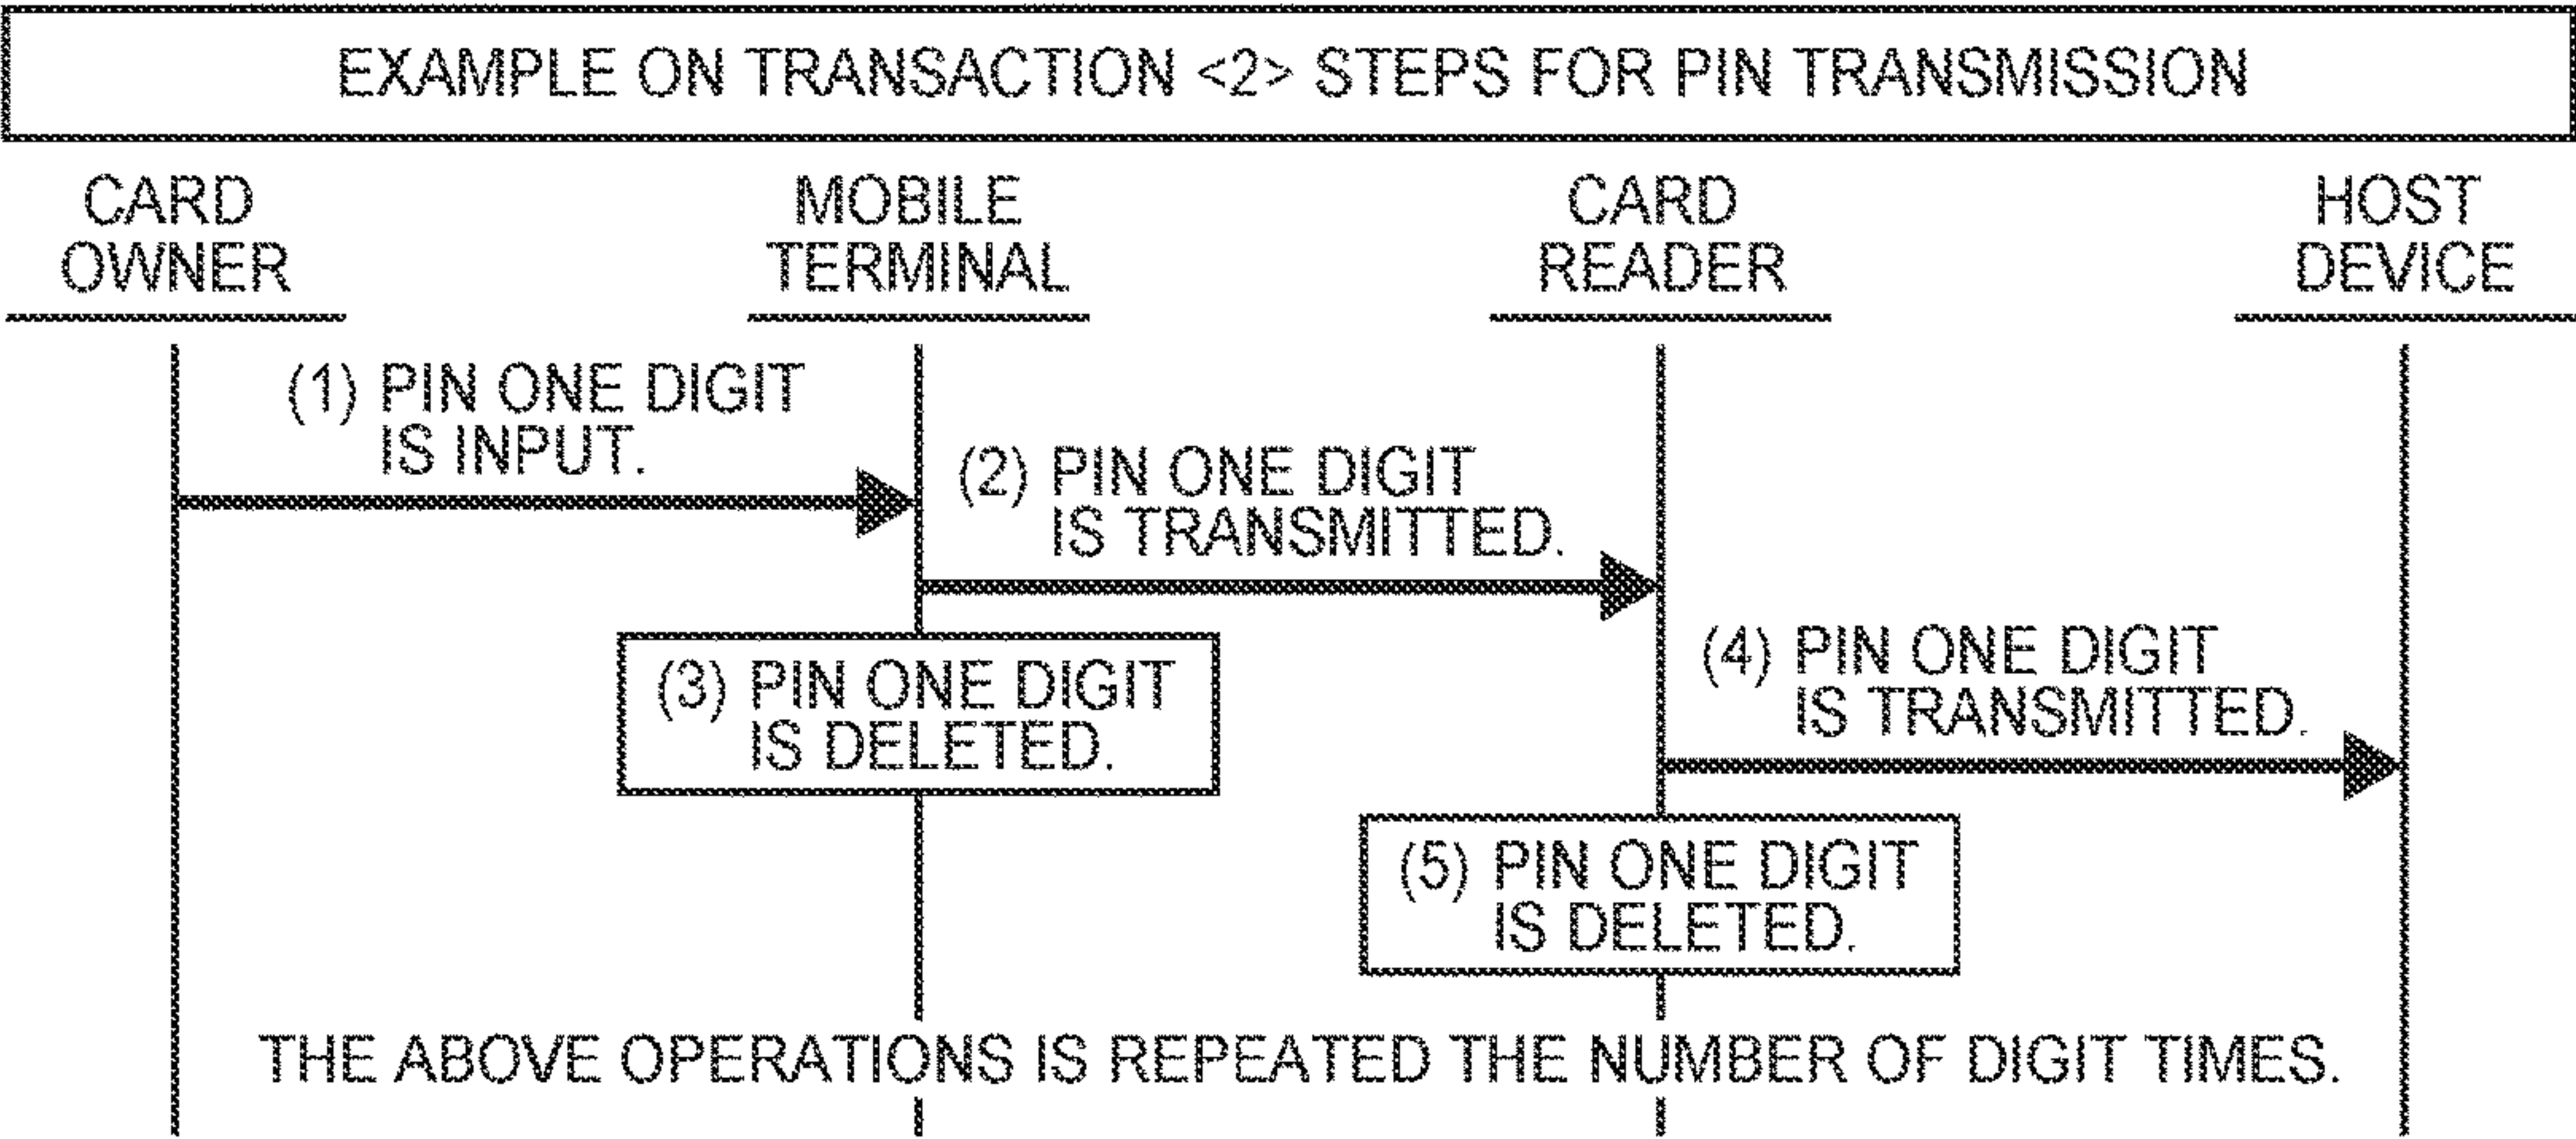 EXAMPLE ON TRANSACTION <2> STEPS FOR PIN TRANSMISSION
CARD
OWNER
MOBILE
TERMINAL
CARD
READER
HOST
DEVICE
(1) PIN ONE DIGIT
IS INPUT.
(2) PIN ONE DIGIT
IS TRANSMITTED.
(3) PIN ONE DIGIT
IS DELETED.
(4) PIN ONE DIGIT
IS TRANSMITTED.
(5) PIN ONE DIGIT
IS DELETED.
THE ABOVE OPERATIONS IS REPEATED THE NUMBER OF DIGIT TIMES.